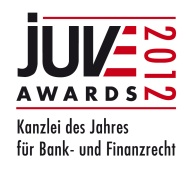 JUVE
AWARDS
2012
Kanzlei des Jahres
für Bank- und Finanzrecht